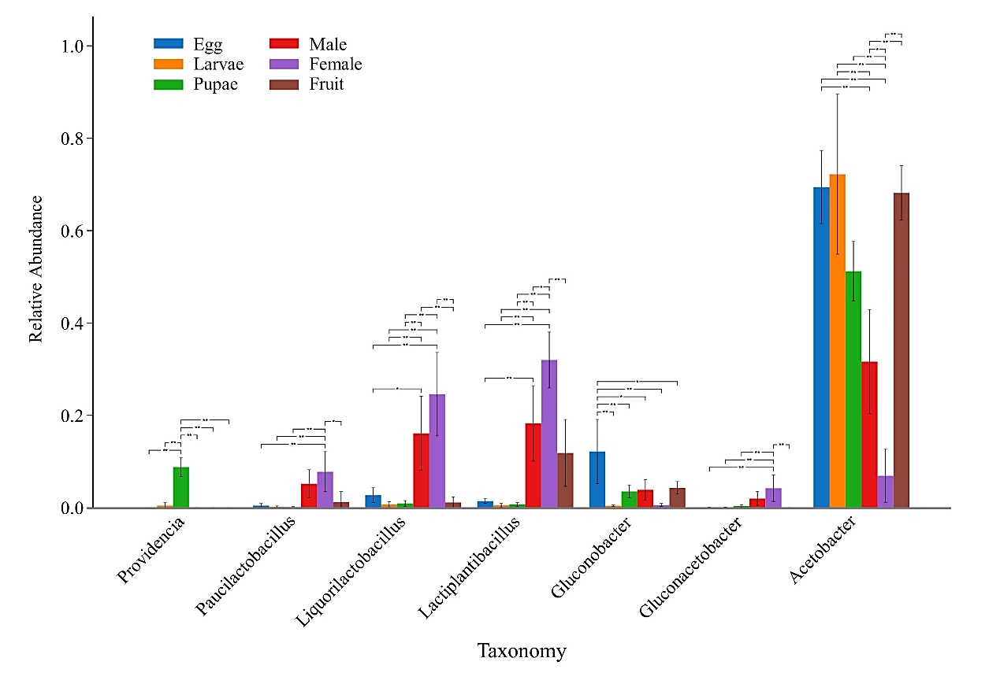 Egg
Larvae
Pupae
Male
Female
Fruit
Relative Abundance
1.0
0.8
0.6
0.4
0.2
0.0
Providencia
Paucilactobacillus
Liquorilactobacillus
Lactiplantibacillus
Gluconobacter
Gluconacetobacter
Acetobacter
Taxonomy